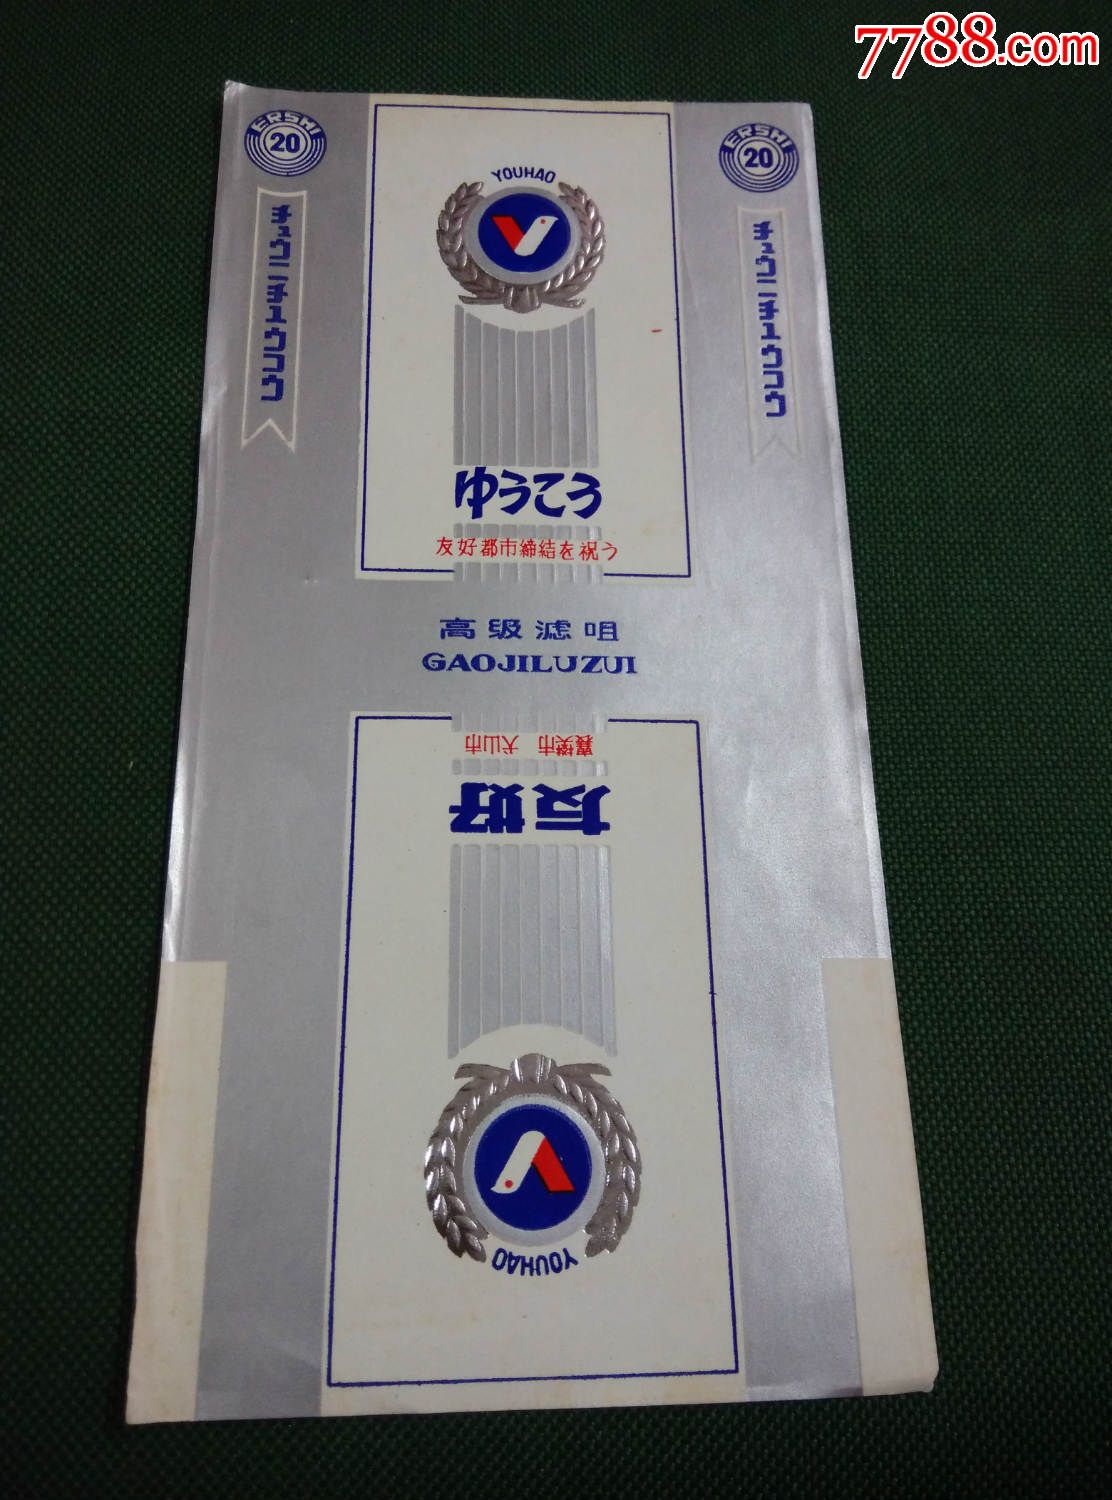 7788.com
ERSHI
20
ERSHI
20
チュウニチユウコウ
チュウニチユウコウ
YOUHAO
ゆうこう
友好都市締結を祝う
高级滤咀
GAOJILUZUI
襄樊市 犬山市
友好
YOUHAO